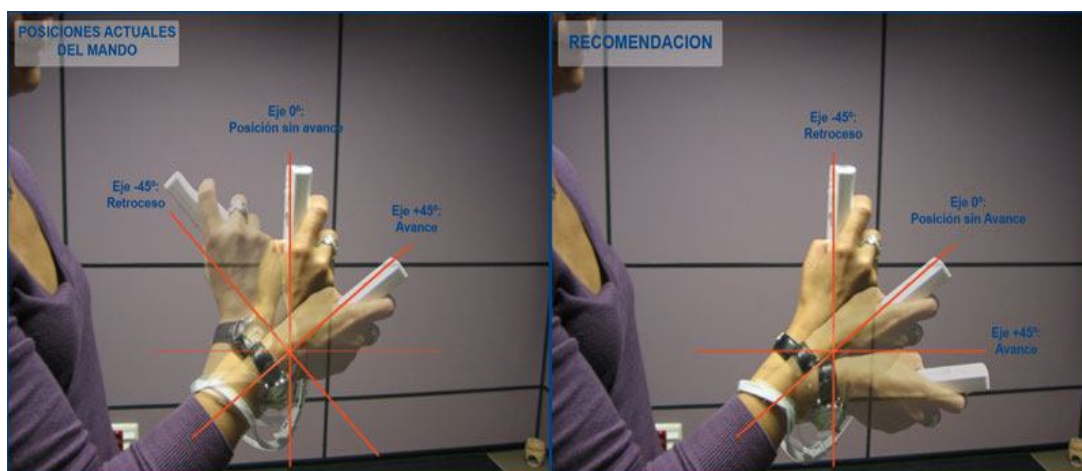 POSICIONES ACTUALES
DEL MANDO
Eje 0º:
Posición sin avance
Eje -45º:
Retroceso
Eje +45º:
Avance
RECOMENDACION
Eje -45º:
Retroceso
Eje 0º:
Posición sin Avance
Eje +45º:
Avance